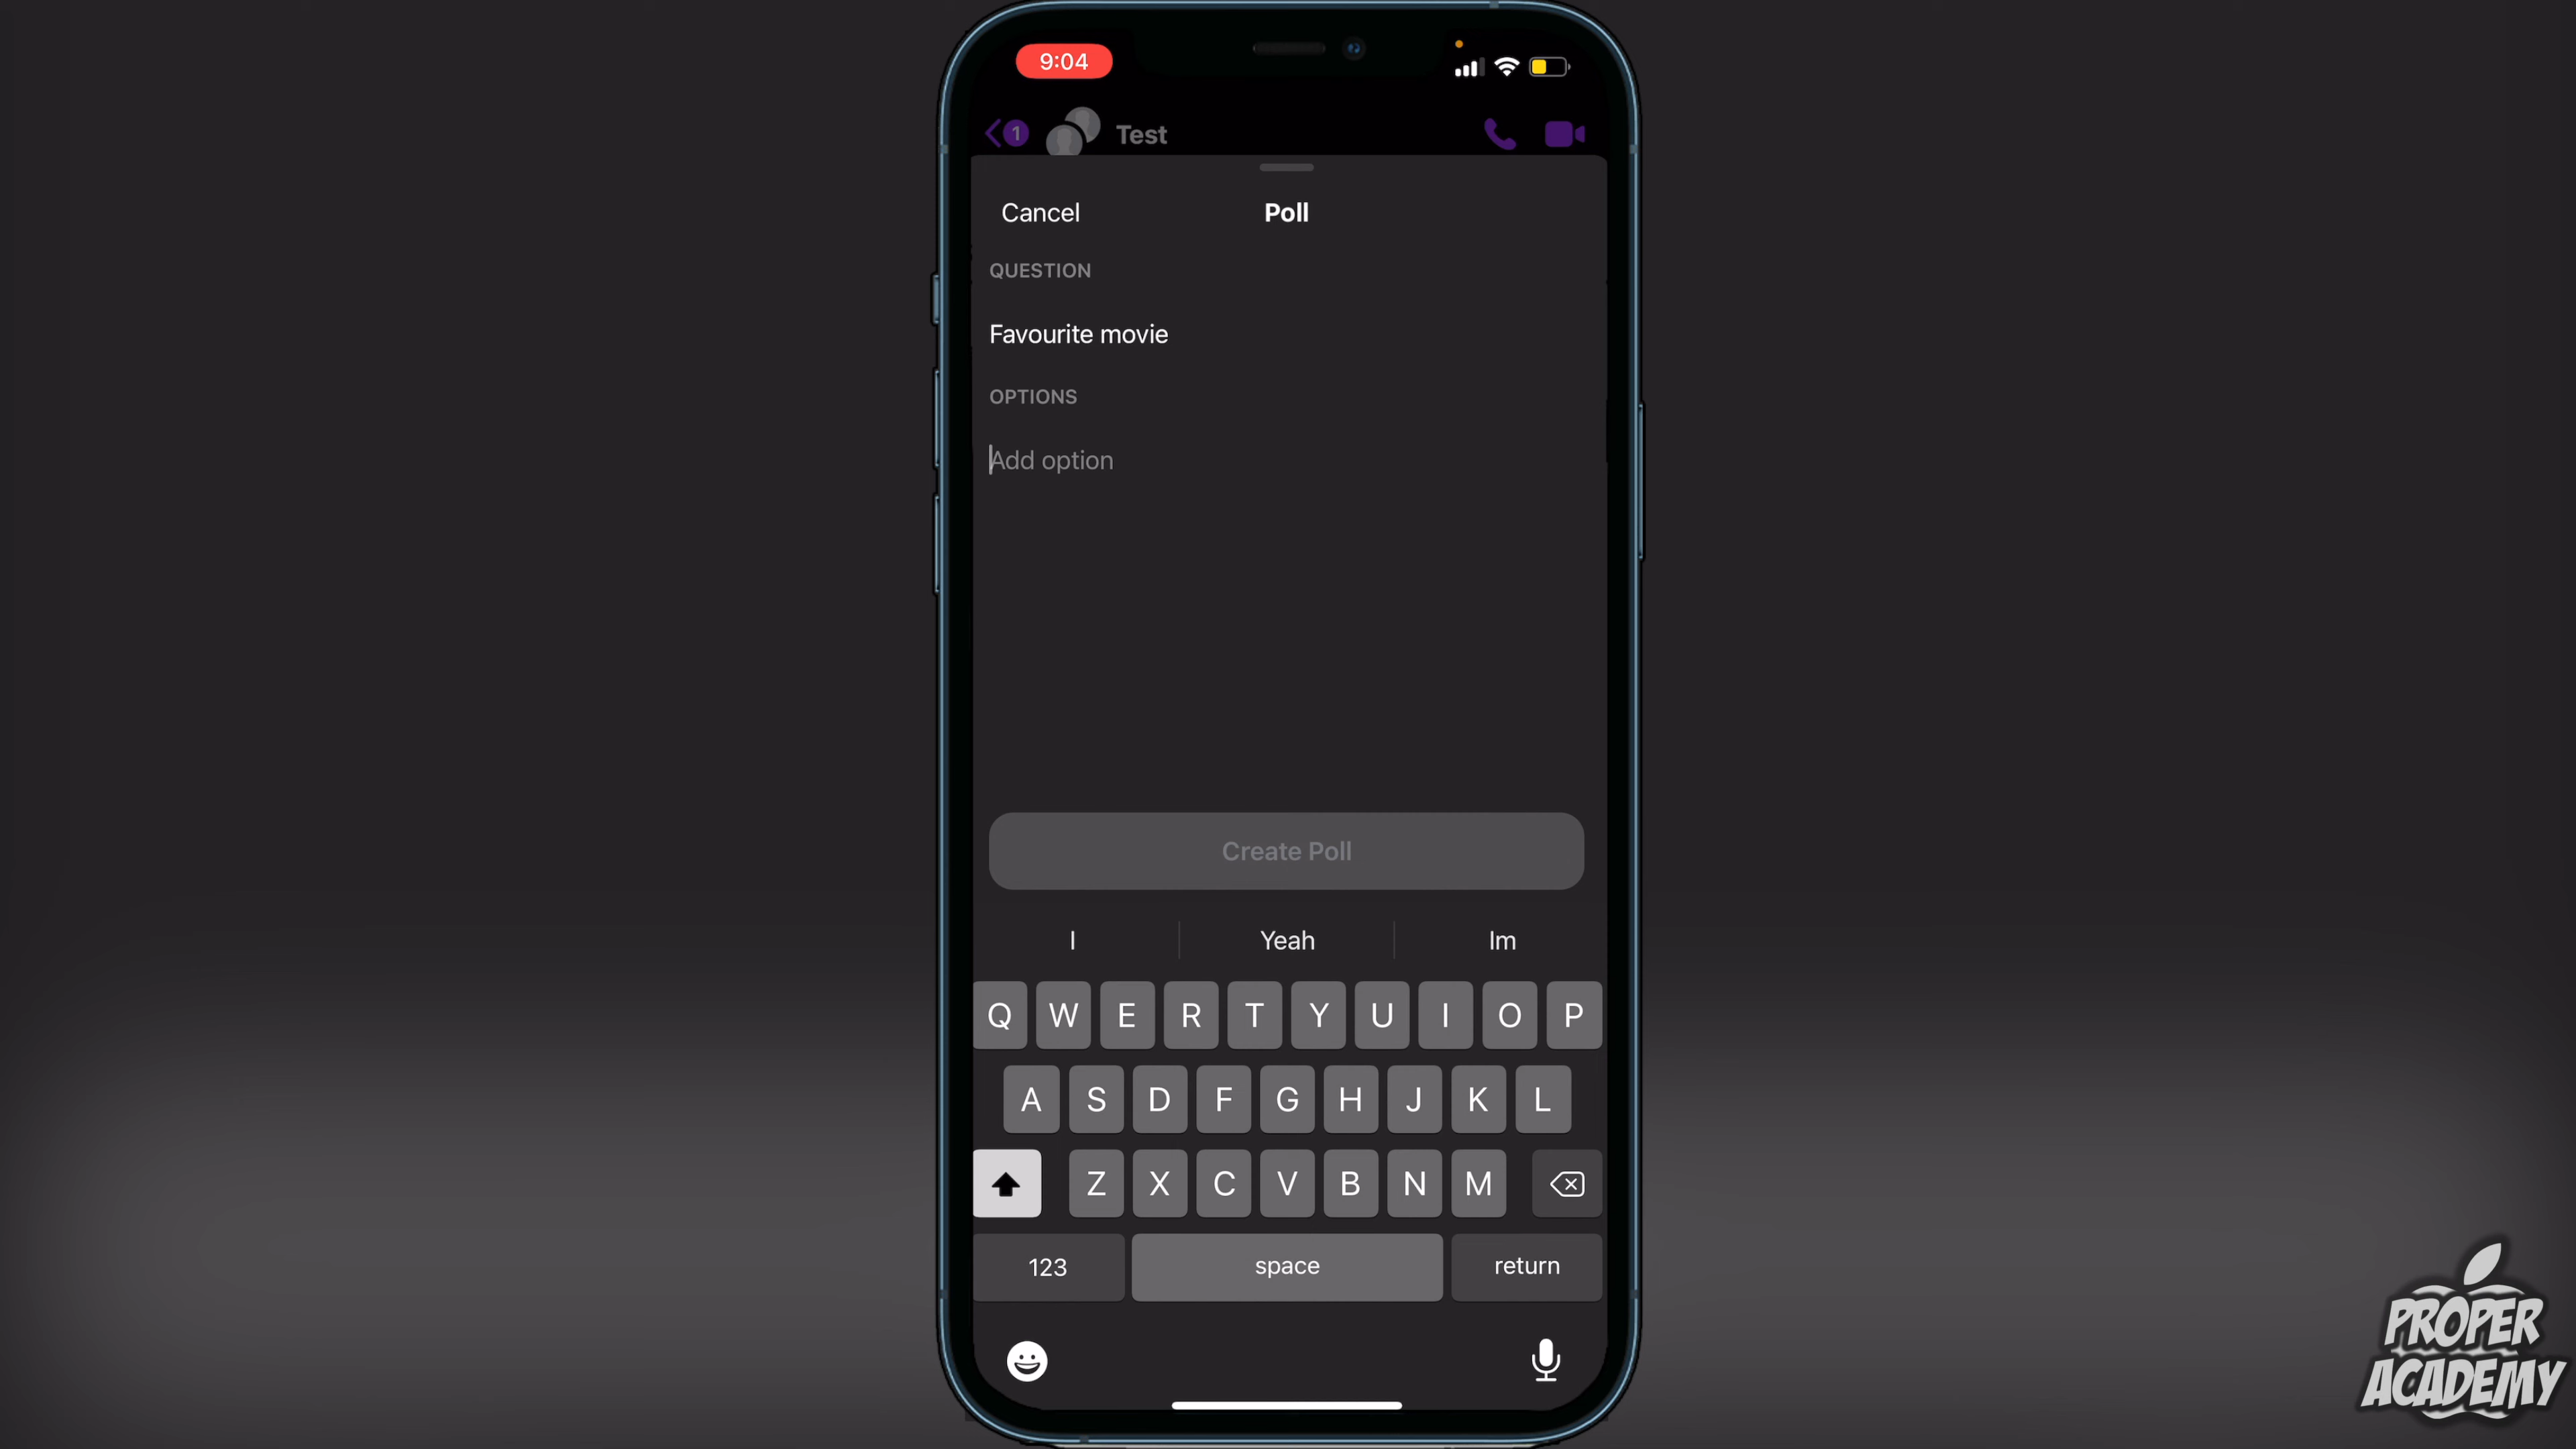 9:04
1 Test
Cancel Poll
QUESTION
Favourite movie
OPTIONS
Add option
Create Poll
I Yeah Im
Q W E R T Y U I O P
A S D F G H J K L
Z X C V B N M
123 space return
PROPER
ACADEMY